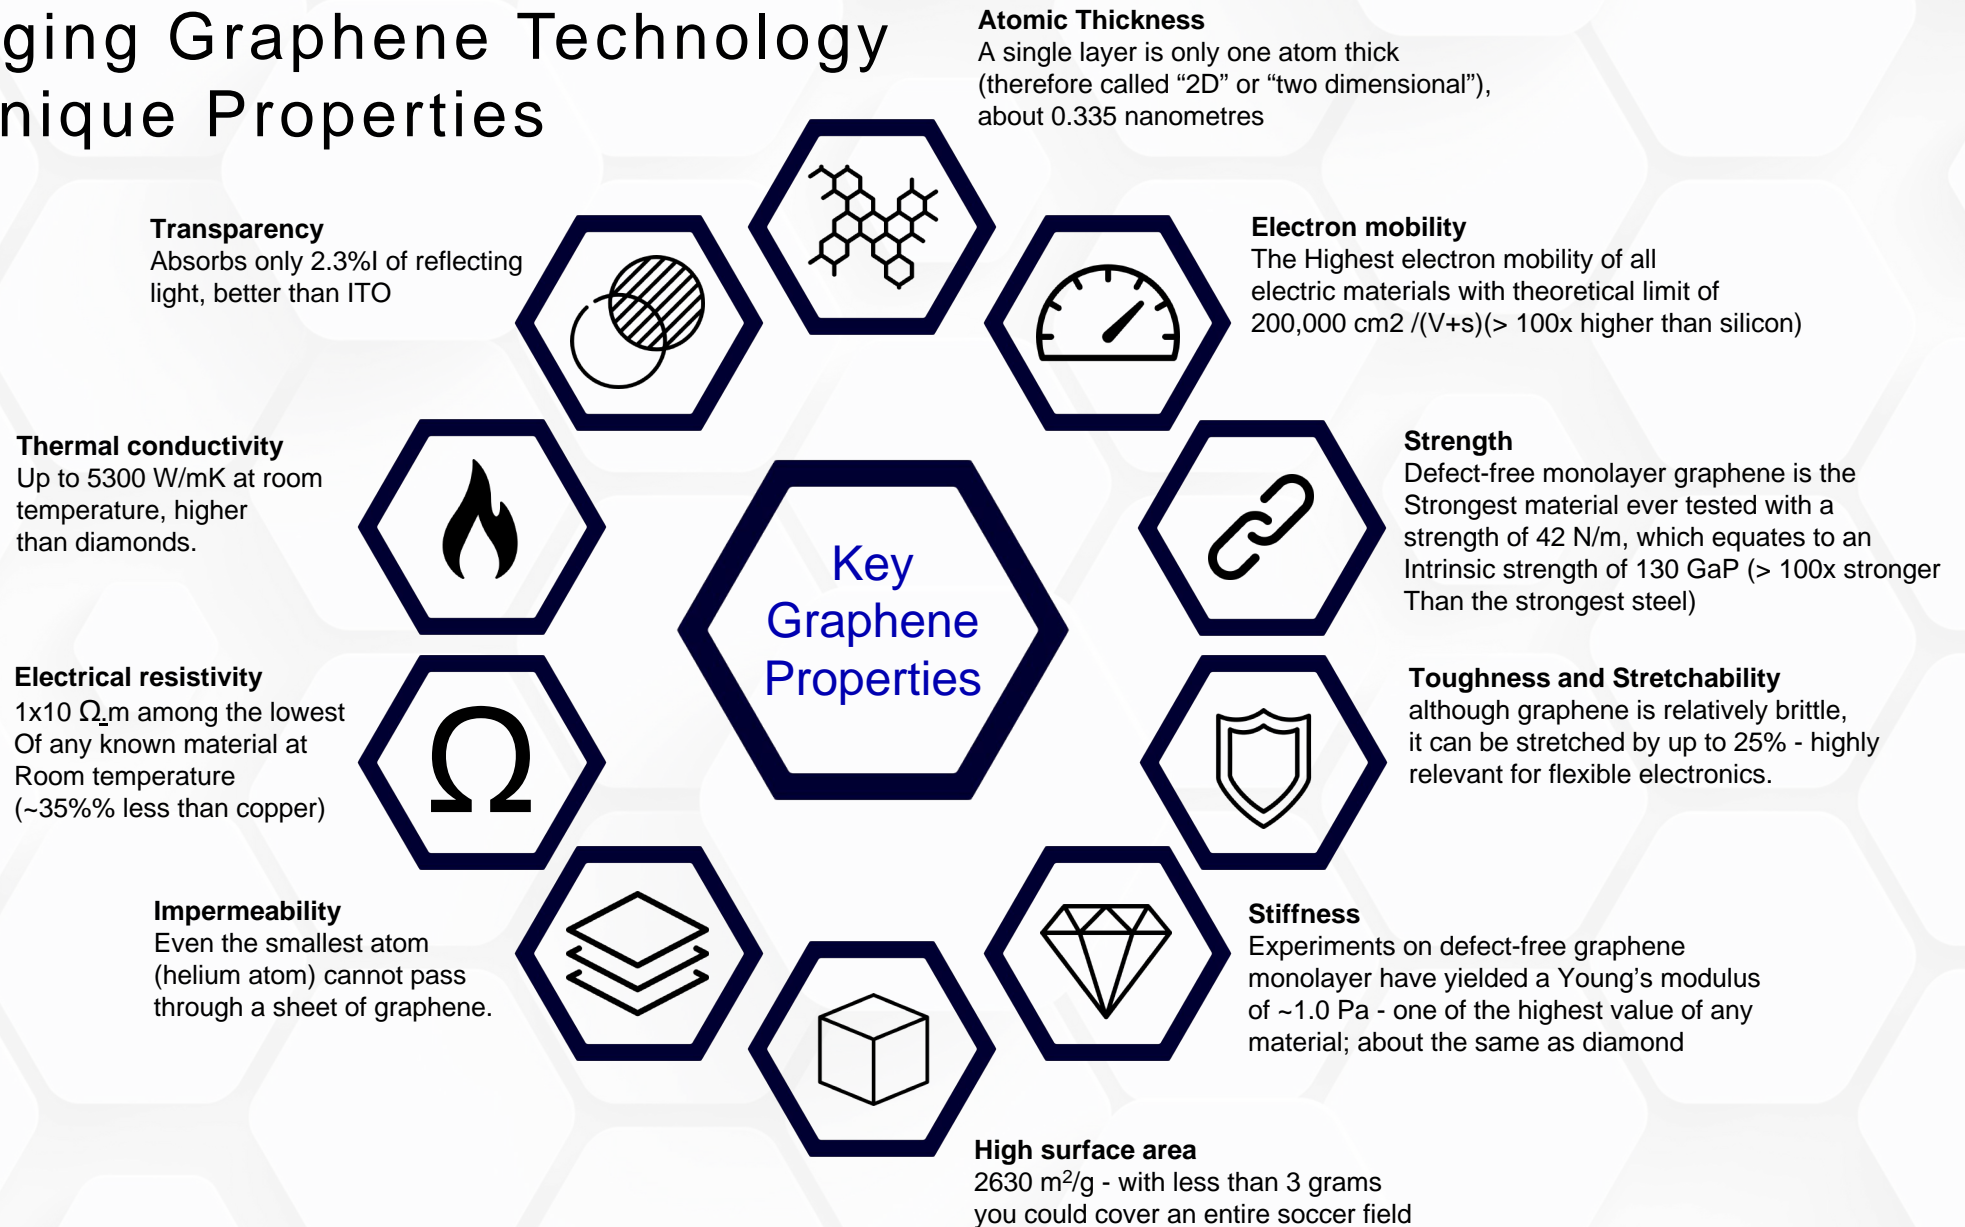 ging Graphene Technology
nique Properties
Atomic Thickness
A single layer is only one atom thick
(therefore called “2D” or “two dimensional”),
about 0.335 nanometres
Transparency
Absorbs only 2.3%I of reflecting
light, better than ITO
Electron mobility
The Highest electron mobility of all
electric materials with theoretical limit of
200,000 cm2 /(V+s)(> 100x higher than silicon)
Thermal conductivity
Up to 5300 W/mK at room
temperature, higher
than diamonds.
Strength
Defect-free monolayer graphene is the
Strongest material ever tested with a
strength of 42 N/m, which equates to an
Intrinsic strength of 130 GaP (> 100x stronger
Than the strongest steel)
Key
Graphene
Properties
Electrical resistivity
1x10 Ω.m among the lowest
Of any known material at
Room temperature
(~35%% less than copper)
Ω
Toughness and Stretchability
although graphene is relatively brittle,
it can be stretched by up to 25% - highly
relevant for flexible electronics.
Impermeability
Even the smallest atom
(helium atom) cannot pass
through a sheet of graphene.
Stiffness
Experiments on defect-free graphene
monolayer have yielded a Young’s modulus
of ~1.0 Pa - one of the highest value of any
material; about the same as diamond
High surface area
2630 m²/g - with less than 3 grams
you could cover an entire soccer field